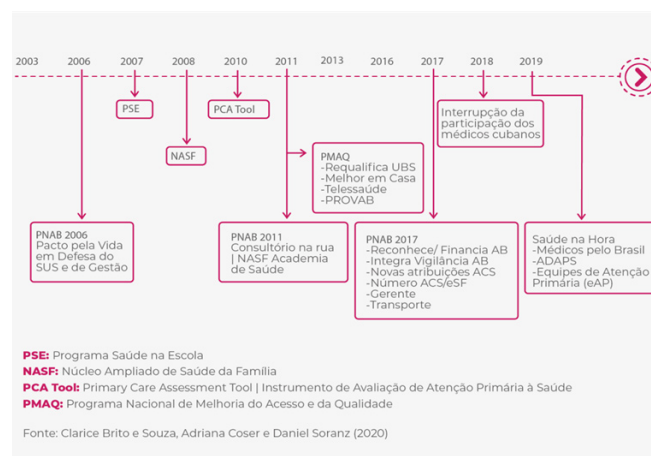 2003 2006 2007 2008 2010 2011 2013 2016 2017 2018 2019
PSE
NASF
PCA Tool
Interrupção da
participação dos
médicos cubanos
PMAQ
-Requalifica UBS
-Melhor em Casa
-Telessaúde
-PROVAB
PNAB 2006
Pacto pela Vida
em Defesa do
SUS e de Gestão
PNAB 2011
Consultório na rua
| NASF Academia
de Saúde
PNAB 2017
-Reconhece/ Financia AB
-Integra Vigilância AB
-Novas atribuições ACS
-Número ACS/eSF
-Gerente
-Transporte
Saúde na Hora
-Médicos pelo Brasil
-ADAPS
-Equipes de Atenção
Primária (eAP)
PSE: Programa Saúde na Escola
NASF: Núcleo Ampliado de Saúde da Família
PCA Tool: Primary Care Assessment Tool | Instrumento de Avaliação de Atenção Primária à Saúde
PMAQ: Programa Nacional de Melhoria do Acesso e da Qualidade
Fonte: Clarice Brito e Souza, Adriana Coser e Daniel Soranz (2020)